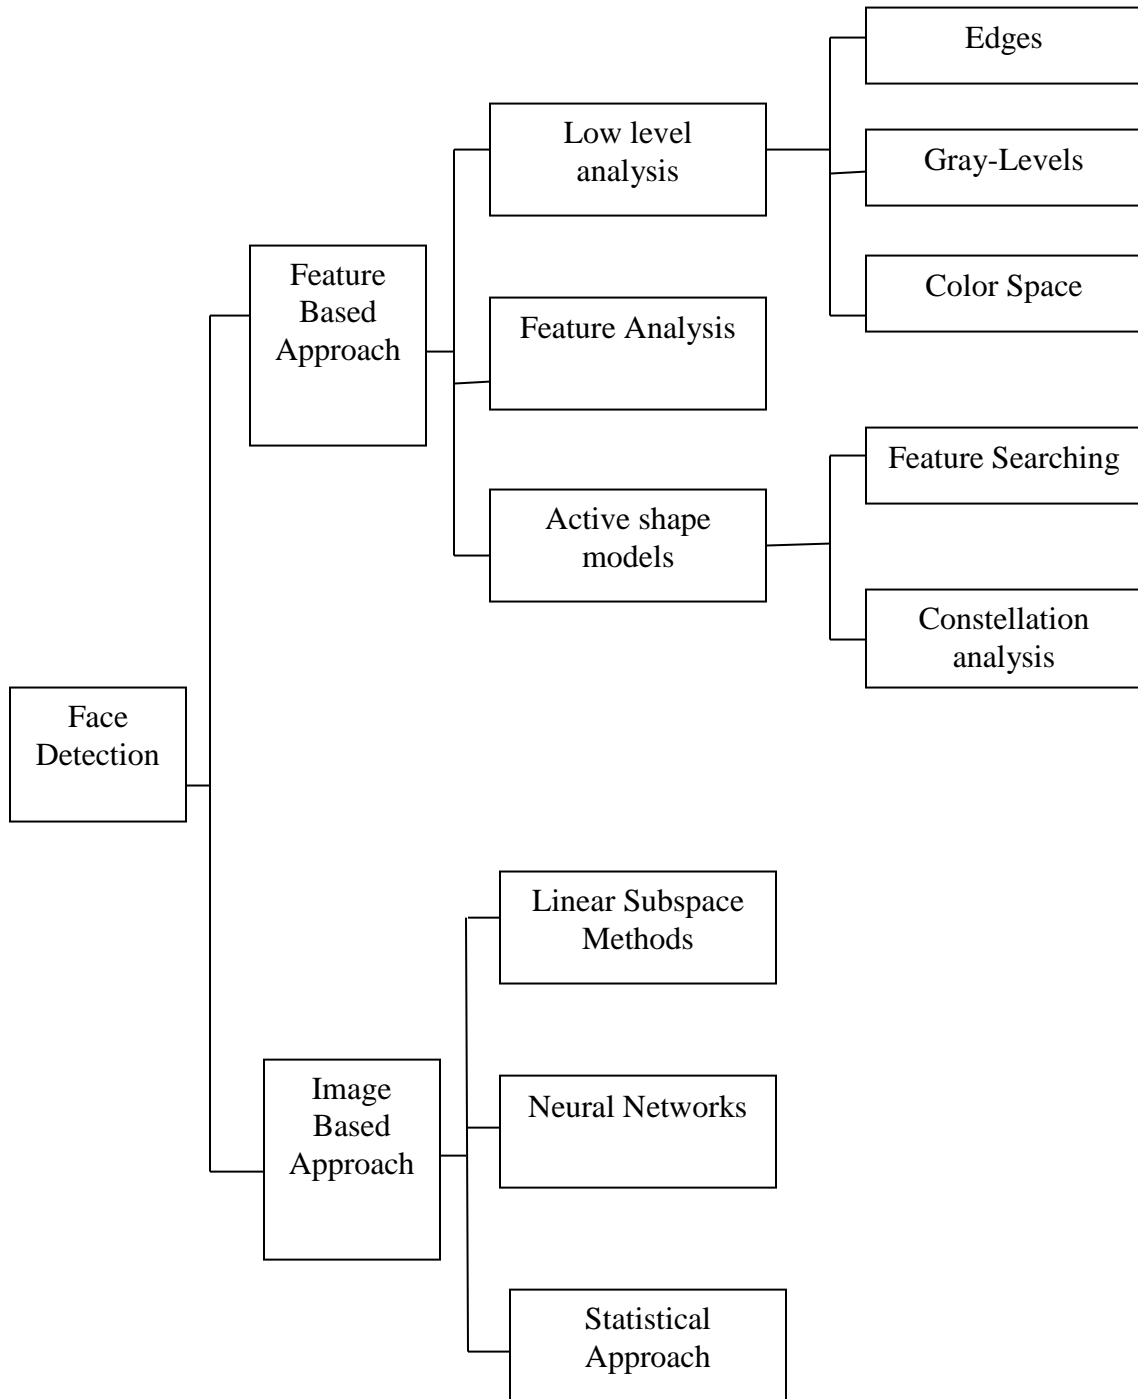 Edges
Low level
analysis
Gray-Levels
Feature
Based
Approach
Color Space
Feature Analysis
Feature Searching
Active shape
models
Constellation
analysis
Face
Detection
Linear Subspace
Methods
Image
Based
Approach
Neural Networks
Statistical
Approach